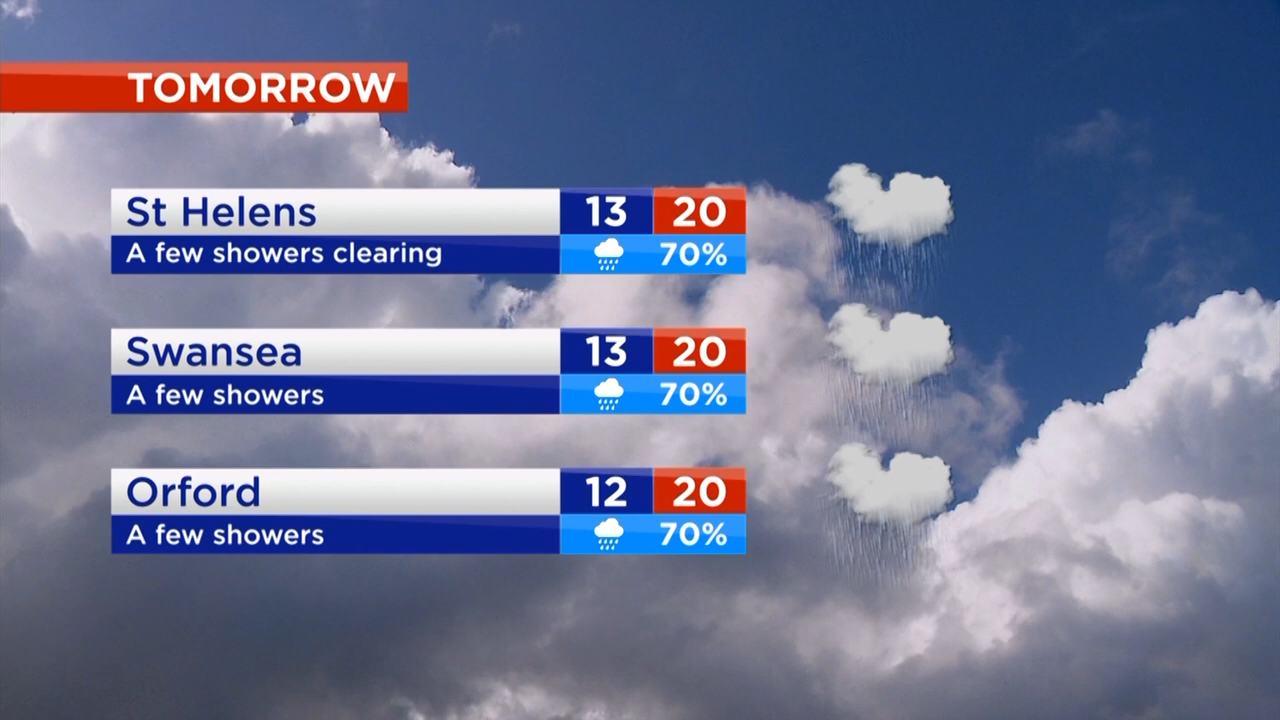 TOMORROW
St Helens 13 20
A few showers clearing 70%
Swansea 13 20
A few showers 70%
Orford 12 20
A few showers 70%